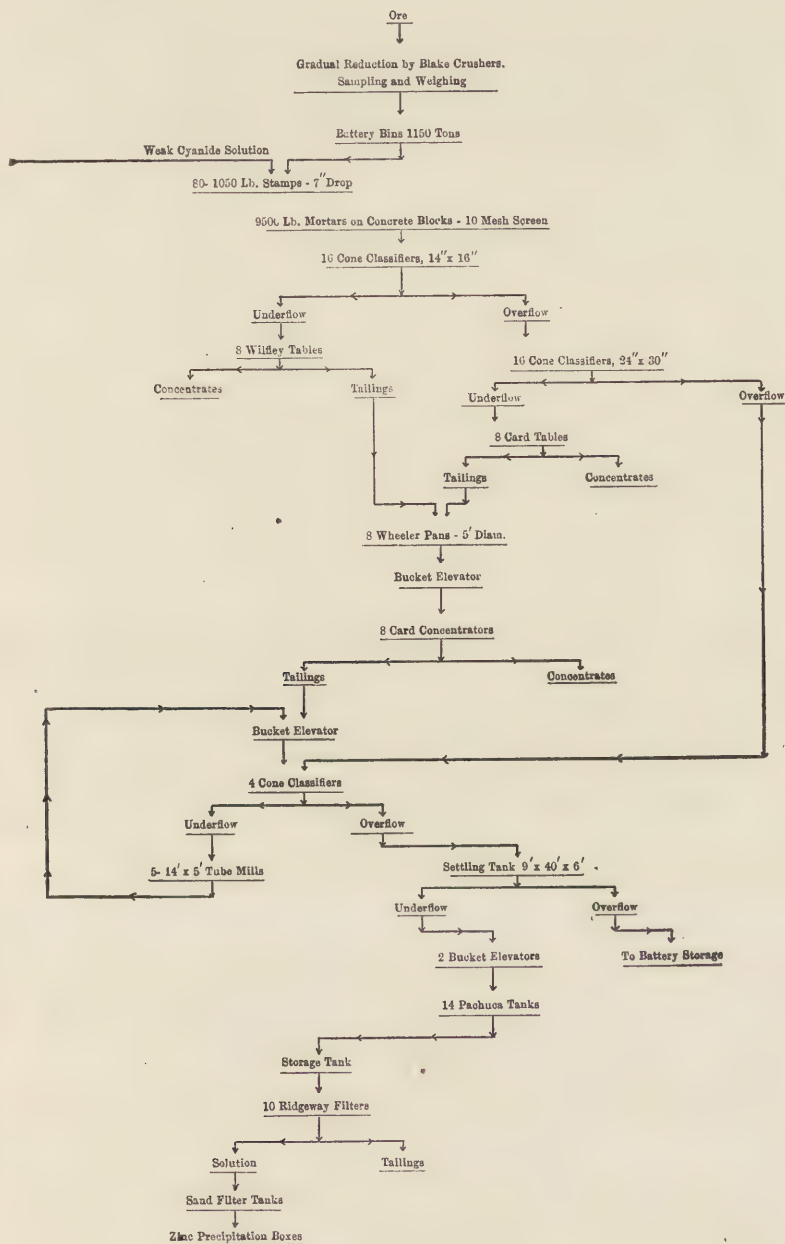 Ore
Gradual Reduction by Blake Crushers.
Sampling and Weighing
Battery Bins 1150 Tons
Weak Cyanide Solution
80- 1050 Lb. Stamps - 7" Drop
9500 Lb. Mortars on Concrete Blocks - 10 Mesh Screen
16 Cone Classifiers, 14" x 16"
Underflow
Overflow
8 Wilfley Tables
16 Cone Classifiers, 24" x 30"
Concentrates
Tailings
Underflow
Overflow
8 Card Tables
Tailings
Concentrates
8 Wheeler Pans - 5' Diam.
Bucket Elevator
8 Card Concentrators
Tailings
Concentrates
Bucket Elevator
4 Cone Classifiers
Underflow
Overflow
5- 14' x 5' Tube Mills
Settling Tank 9' x 40' x 6'
Underflow
Overflow
2 Bucket Elevators
To Battery Storage
14 Pachuca Tanks
Storage Tank
10 Ridgeway Filters
Solution
Tailings
Sand Filter Tanks
Zinc Precipitation Boxes